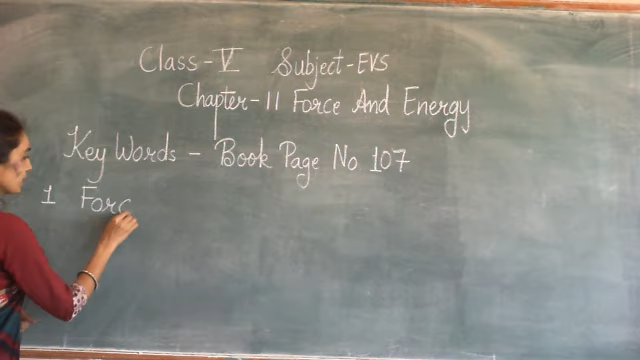 Class-V Subject-EVS
Chapter-11 Force And Energy
Key Words - Book Page No 107
1 Forc